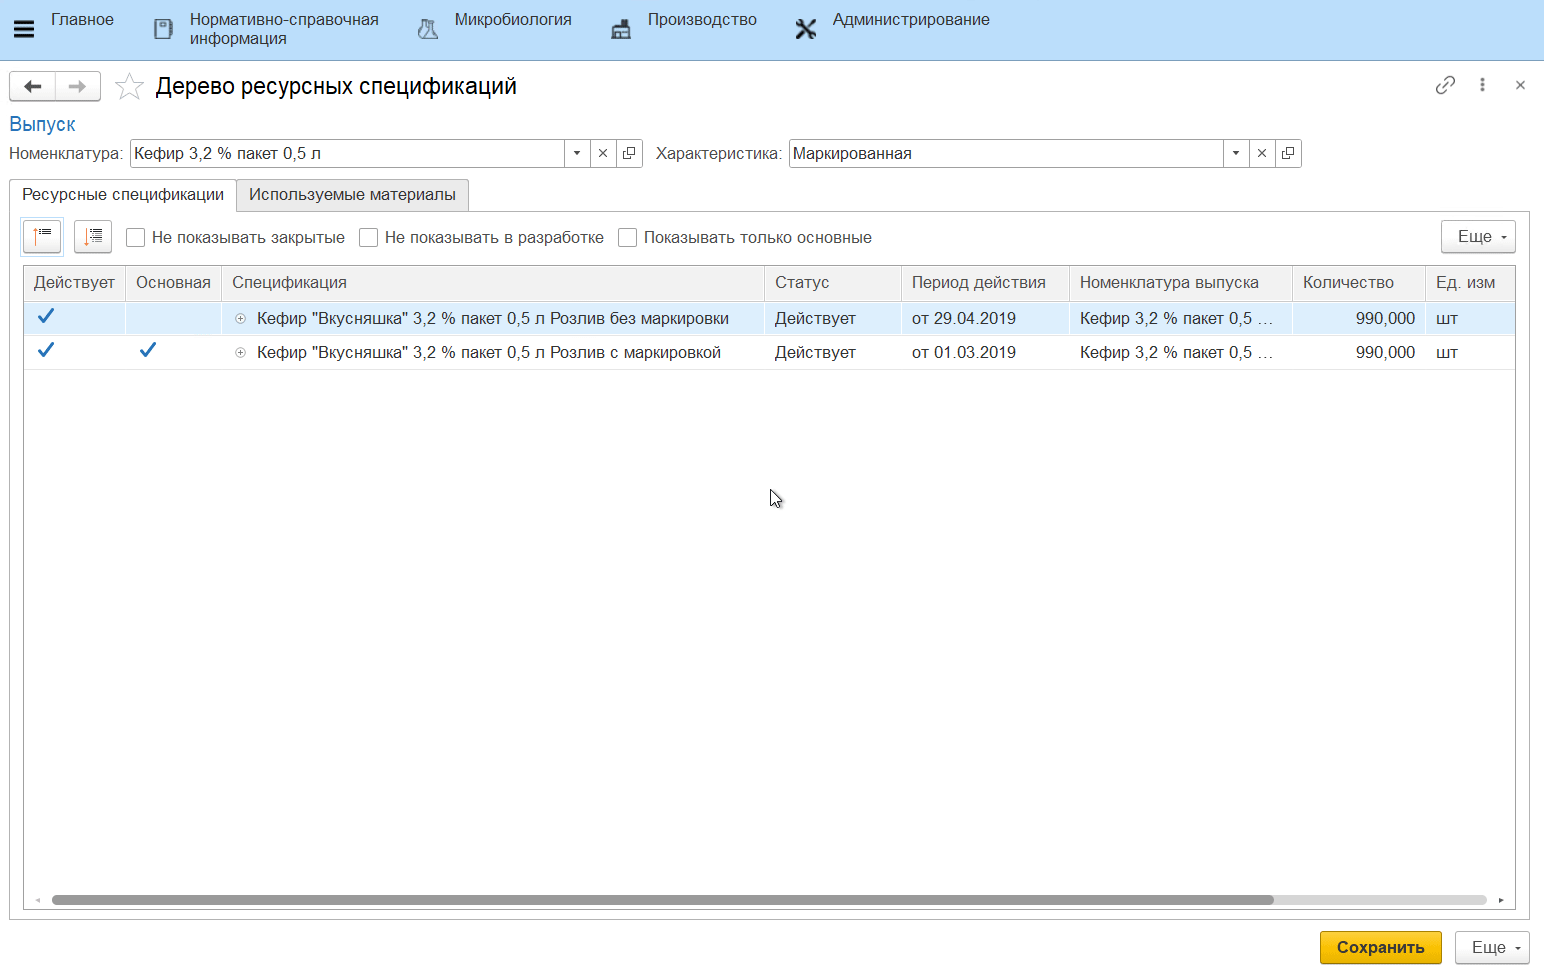 Главное
Нормативно-справочная
информация
Микробиология
Производство
Администрирование
Дерево ресурсных спецификаций
Выпуск
Номенклатура: Кефир 3,2 % пакет 0,5 л Характеристика: Маркированная
Ресурсные спецификации Используемые материалы
Не показывать закрытые Не показывать в разработке Показывать только основные Еще
Действует Основная Спецификация Статус Период действия Номенклатура выпуска Количество Ед. изм
Кефир "Вкусняшка" 3,2 % пакет 0,5 л Розлив без маркировки Действует от 29.04.2019 Кефир 3,2 % пакет 0,5 ... 990,000 шт
Кефир "Вкусняшка" 3,2 % пакет 0,5 л Розлив с маркировкой Действует от 01.03.2019 Кефир 3,2 % пакет 0,5 ... 990,000 шт
Сохранить Еще